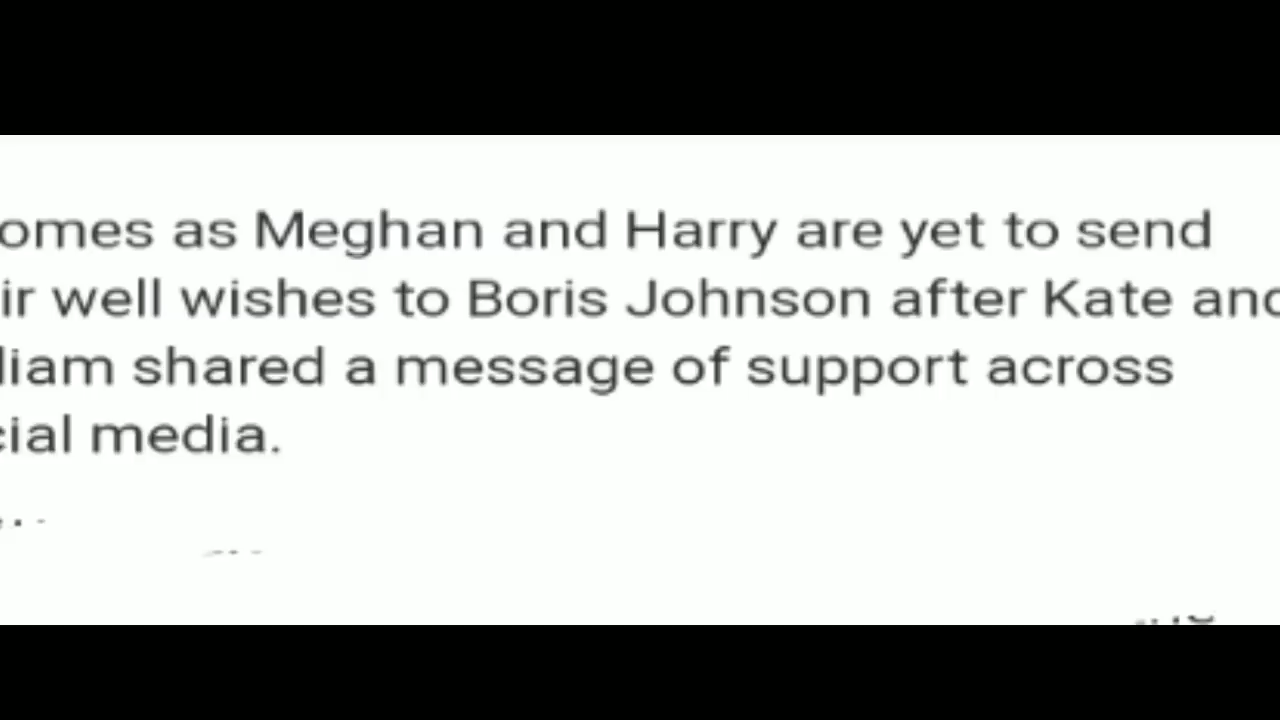 omes as Meghan and Harry are yet to send
ir well wishes to Boris Johnson after Kate and
liam shared a message of support across
cial media.